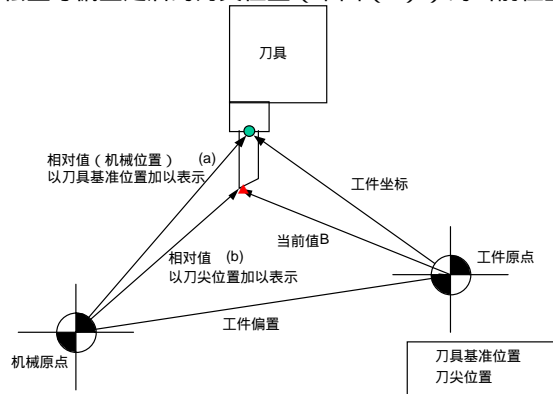 刀具
相对值（机械位置） (a)
以刀具基准位置加以表示
工件坐标
当前值B
相对值 (b)
以刀尖位置加以表示
工件原点
工件偏置
机械原点
刀具基准位置
刀尖位置